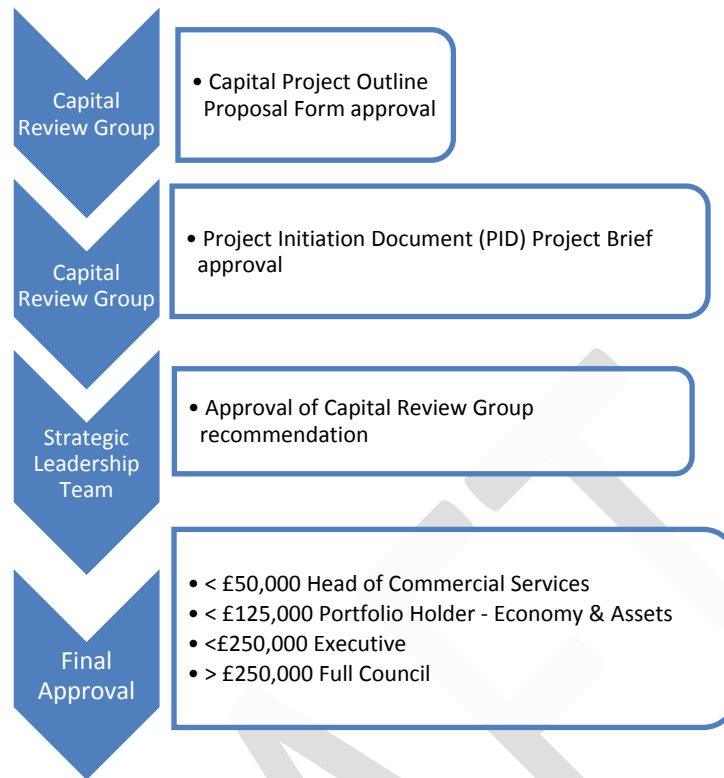 Capital
Review Group
• Capital Project Outline
Proposal Form approval
Capital
Review Group
• Project Initiation Document (PID) Project Brief
approval
Strategic
Leadership
Team
• Approval of Capital Review Group
recommendation
Final
Approval
• < £50,000 Head of Commercial Services
• < £125,000 Portfolio Holder - Economy & Assets
• <£250,000 Executive
• > £250,000 Full Council